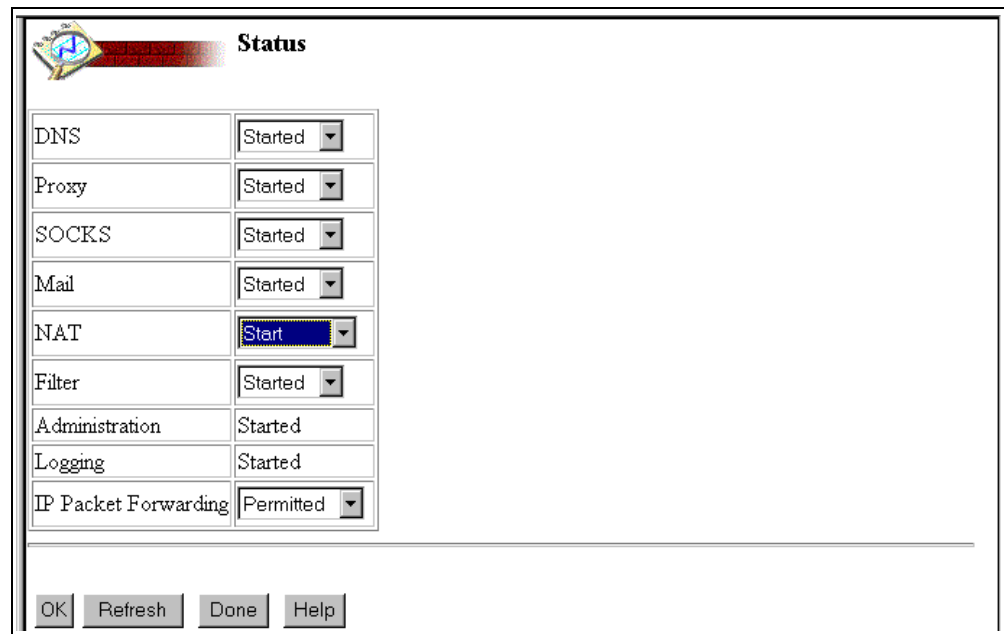 Status
DNS Started
Proxy Started
SOCKS Started
Mail Started
NAT Start
Filter Started
Administration Started
Logging Started
IP Packet Forwarding Permitted
OK Refresh Done Help